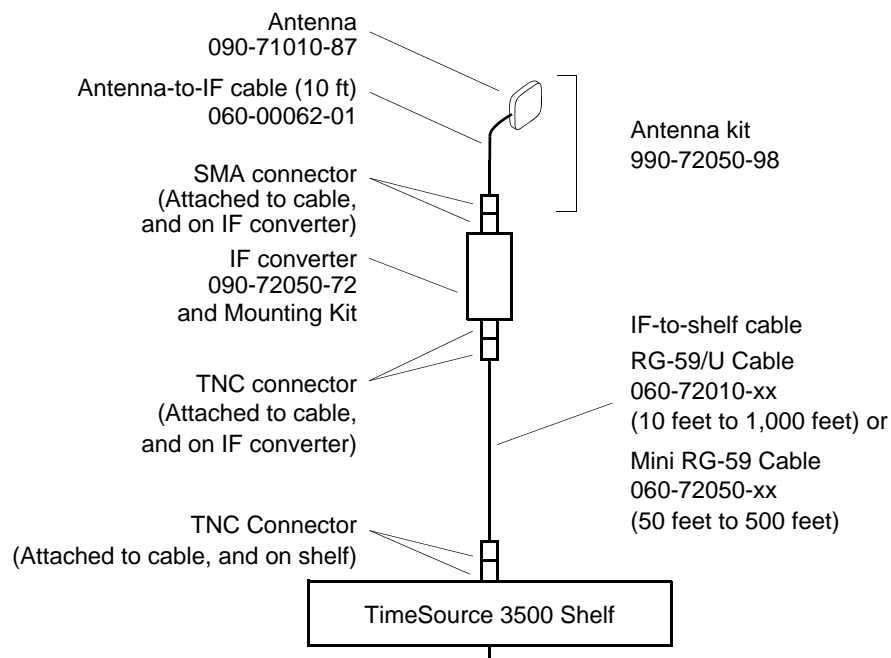 Antenna
090-71010-87
Antenna-to-IF cable (10 ft)
060-00062-01
Antenna kit
990-72050-98
SMA connector
(Attached to cable,
and on IF converter)
IF converter
090-72050-72
and Mounting Kit
IF-to-shelf cable
RG-59/U Cable
060-72010-xx
(10 feet to 1,000 feet) or
Mini RG-59 Cable
060-72050-xx
(50 feet to 500 feet)
TNC connector
(Attached to cable,
and on IF converter)
TNC Connector
(Attached to cable, and on shelf)
TimeSource 3500 Shelf